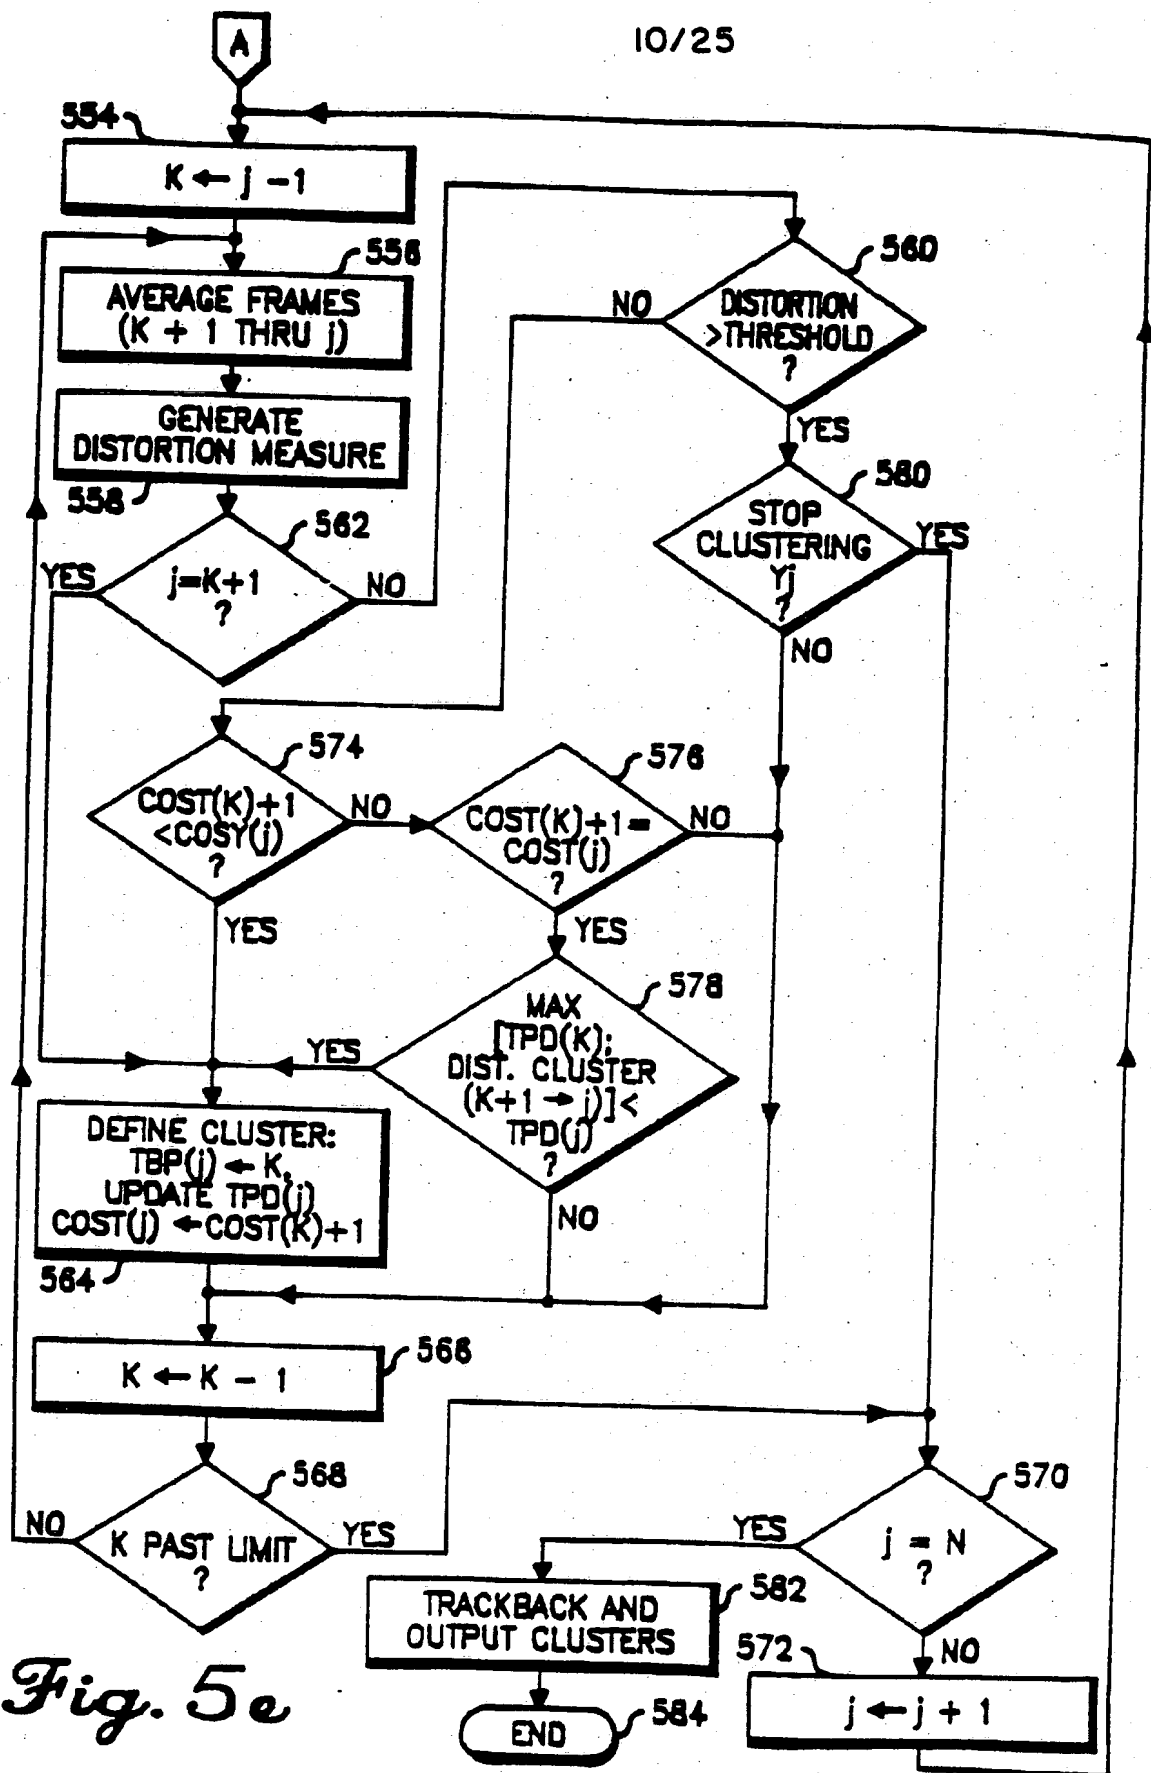 10/25
A
554
K ← j - 1
556
AVERAGE FRAMES
(K + 1 THRU j)
GENERATE
DISTORTION MEASURE
558
562
j=K+1
?
YES
NO
560
DISTORTION
>THRESHOLD
?
NO
YES
580
STOP
CLUSTERING
Yj
?
YES
NO
574
COST(K)+1
<COSY(j)
?
NO
YES
576
COST(K)+1=
COST(j)
?
NO
YES
578
MAX
[TPD(K);
DIST. CLUSTER
(K+1 → j)]<
TPD(j)
?
YES
NO
DEFINE CLUSTER:
TBP(j) ← K,
UPDATE TPD(j)
COST(j) ← COST(K)+1
564
566
K ← K - 1
568
K PAST LIMIT
?
NO
YES
570
j = N
?
YES
NO
582
TRACKBACK AND
OUTPUT CLUSTERS
572
j ← j + 1
END
584
Fig. 5e